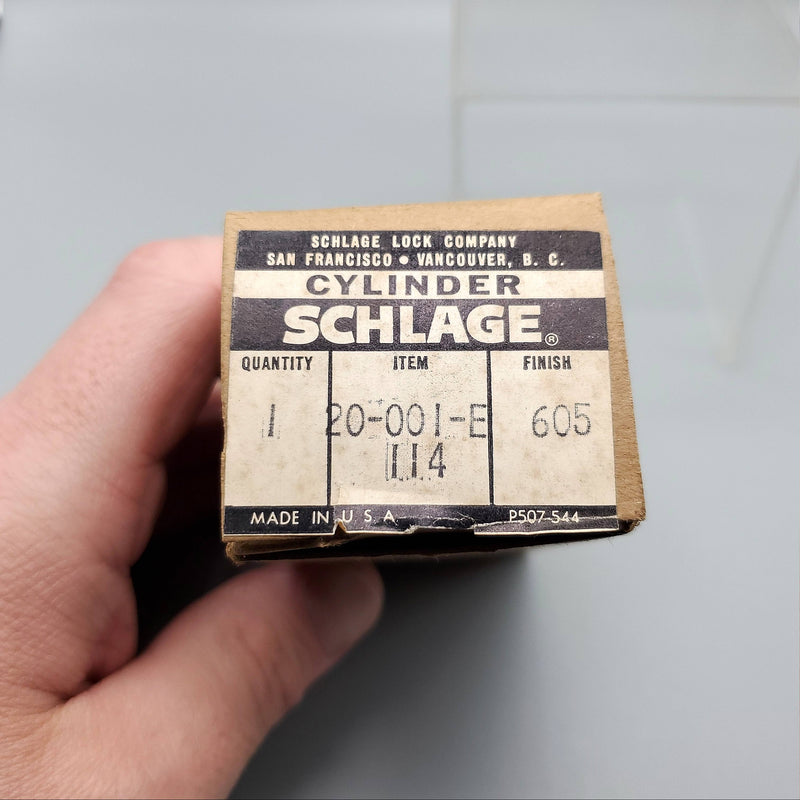 SCHLAGE LOCK COMPANY
SAN FRANCISCO • VANCOUVER, B. C.
CYLINDER
SCHLAGE®
QUANTITY ITEM FINISH
1 20-001-E 605
114
MADE IN U.S.A. P507-544